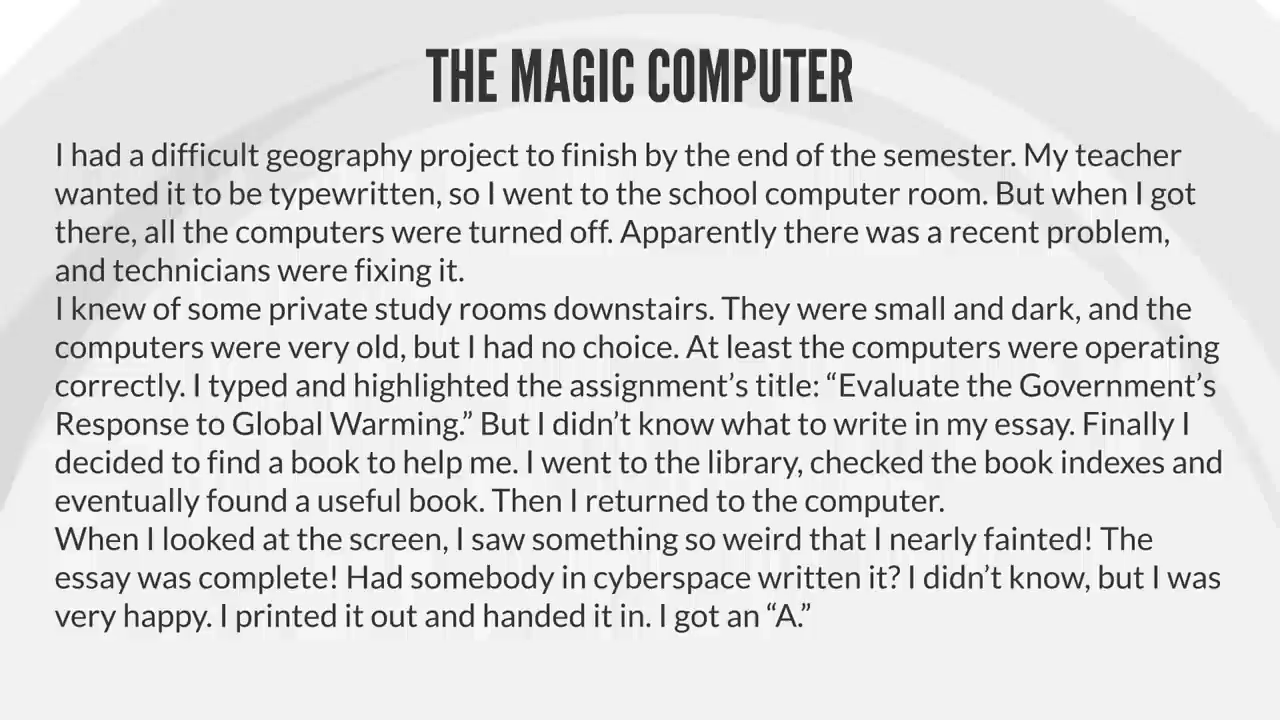 THE MAGIC COMPUTER
I had a difficult geography project to finish by the end of the semester. My teacher
wanted it to be typewritten, so I went to the school computer room. But when I got
there, all the computers were turned off. Apparently there was a recent problem,
and technicians were fixing it.
I knew of some private study rooms downstairs. They were small and dark, and the
computers were very old, but I had no choice. At least the computers were operating
correctly. I typed and highlighted the assignment’s title: “Evaluate the Government’s
Response to Global Warming.” But I didn’t know what to write in my essay. Finally I
decided to find a book to help me. I went to the library, checked the book indexes and
eventually found a useful book. Then I returned to the computer.
When I looked at the screen, I saw something so weird that I nearly fainted! The
essay was complete! Had somebody in cyberspace written it? I didn’t know, but I was
very happy. I printed it out and handed it in. I got an “A.”